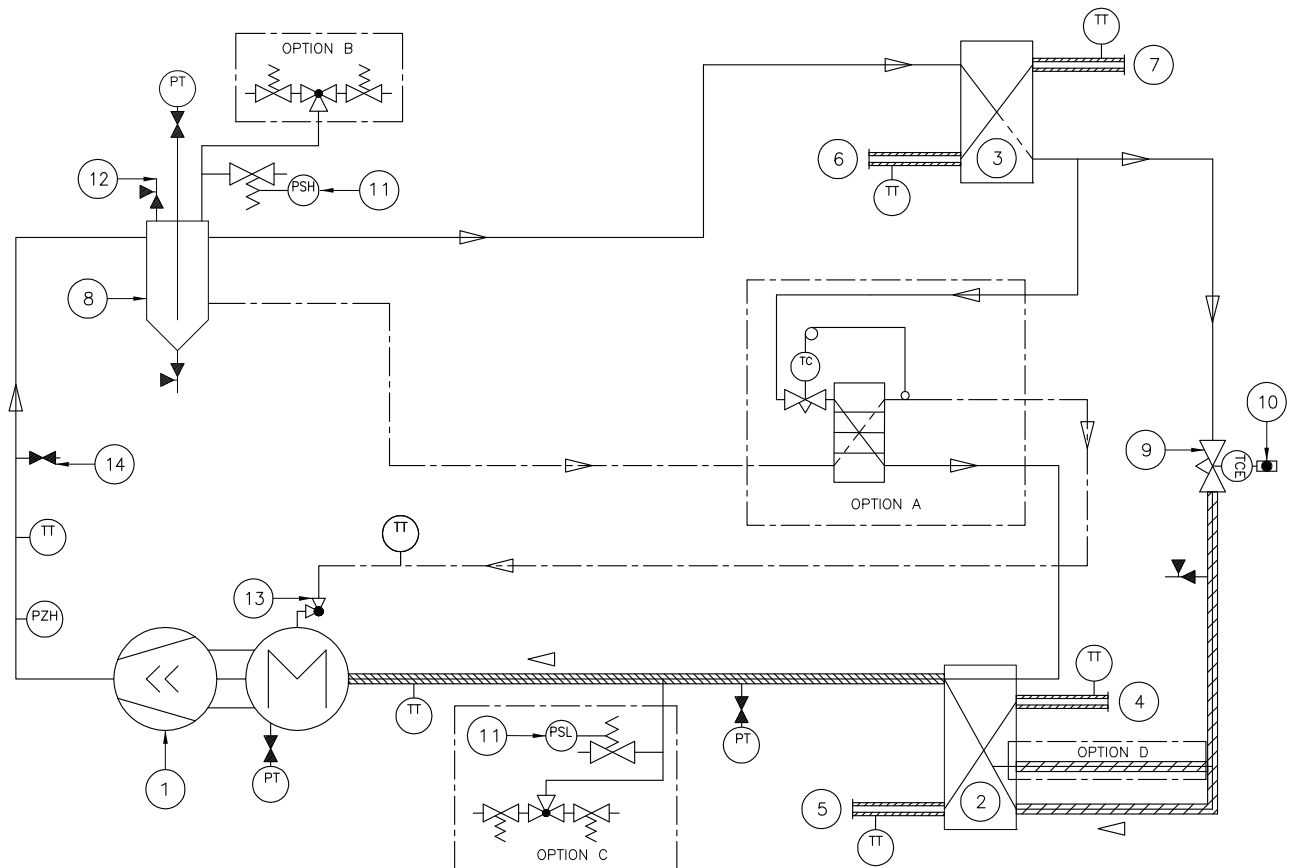 OPTION B
TT
7
PT
12
PSH
11
6
TT
3
8
TC
OPTION A
10
9
TCE
14
TT
TT
13
PZH
TT
4
TT
11
PSL
PT
OPTION D
1
PT
5
TT
2
OPTION C